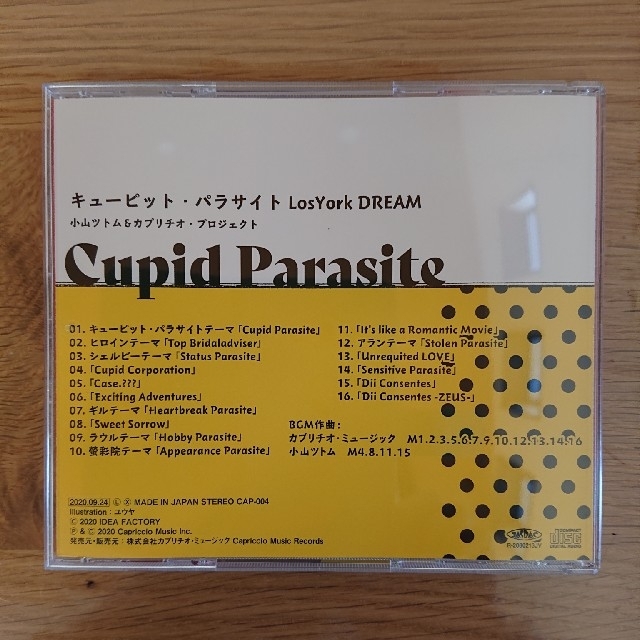 キューピット・パラサイト LosYork DREAM
小山ツトム&カプリチオ・プロジェクト
Cupid Parasite
01. キューピット・パラサイトテーマ「Cupid Parasite」
02. ヒロインテーマ「Top Bridaladviser」
03. シェルビーテーマ「Status Parasite」
04.「Cupid Corporation」
05.「Case.???」
06.「Exciting Adventures」
07. ギルテーマ「Heartbreak Parasite」
08.「Sweet Sorrow」
09. ラウルテーマ「Hobby Parasite」
10. 螢彩院テーマ「Appearance Parasite」
11.「It's like a Romantic Movie」
12. アランテーマ「Stolen Parasite」
13.「Unrequited LOVE」
14.「Sensitive Parasite」
15.「Dii Consentes」
16.「Dii Consentes -ZEUS-」
BGM作曲:
カプリチオ・ミュージック M1.2.3.5.6.7.9.10.12.13.14.16
小山ツトム M4.8.11.15
2020.09.24 Ⓛ Ⓧ MADE IN JAPAN STEREO CAP-004
Illustration : ユウヤ
© 2020 IDEA FACTORY
℗ & © 2020 Capriccio Music Inc.
発売元・販売元:株式会社カプリチオ・ミュージック Capriccio Music Records
COMPACT
disc
DIGITAL AUDIO